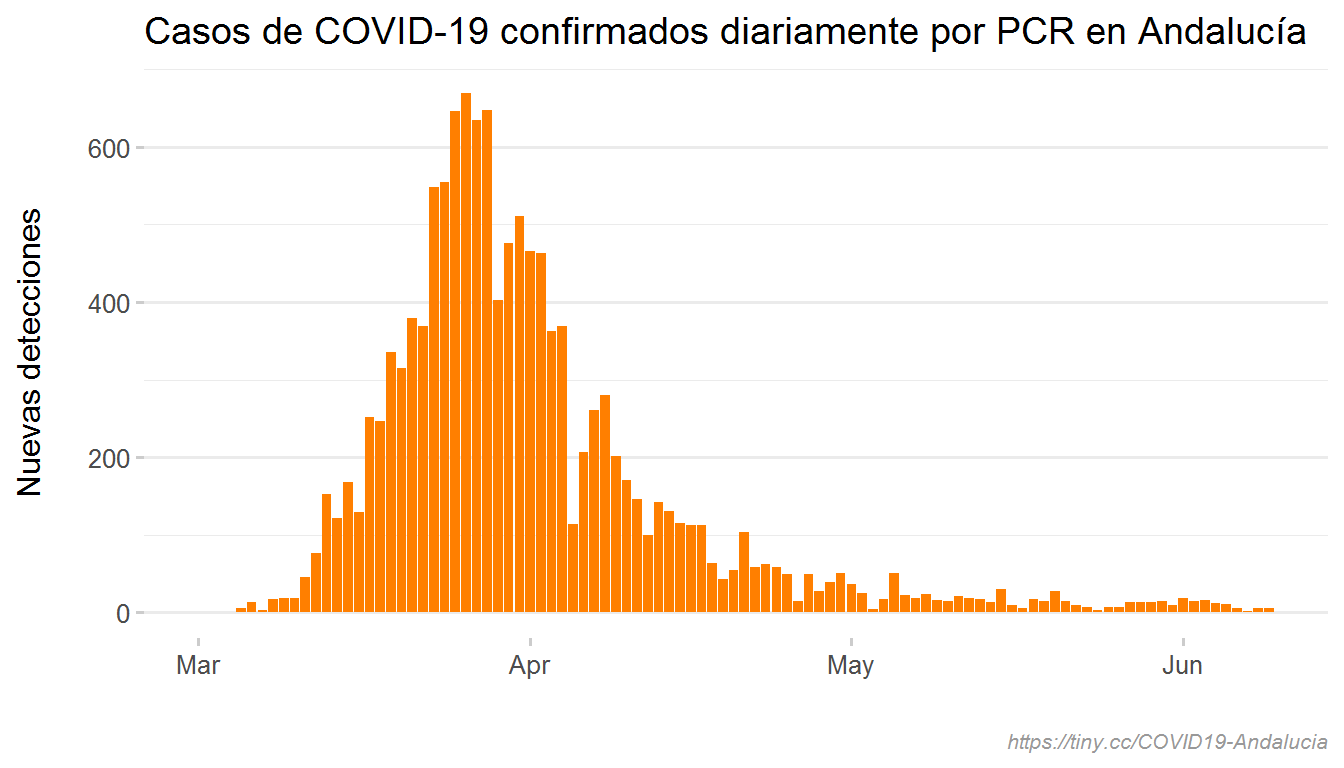 Casos de COVID-19 confirmados diariamente por PCR en Andalucía
Nuevas detecciones
600
400
200
0
Mar
Apr
May
Jun
https://tiny.cc/COVID19-Andalucia